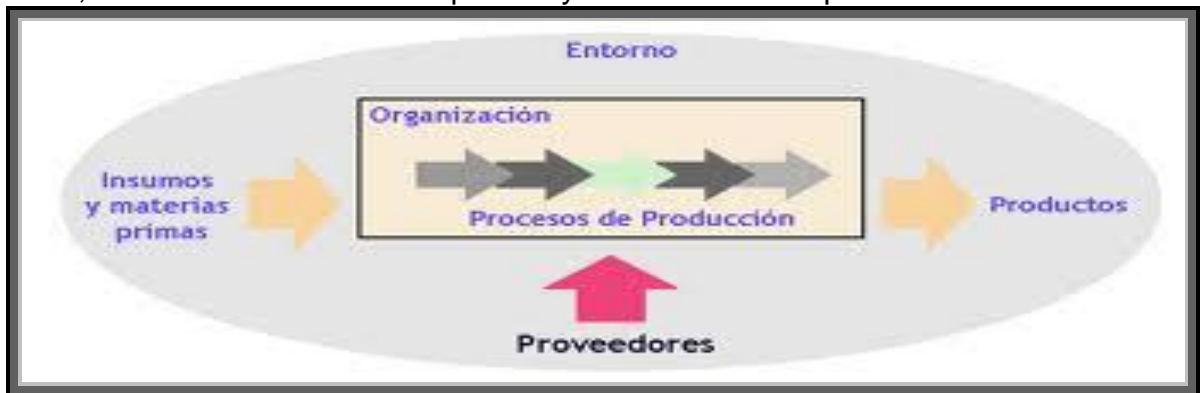 Entorno
Organización
Insumos
y materias
primas
Procesos de Producción
Productos
Proveedores